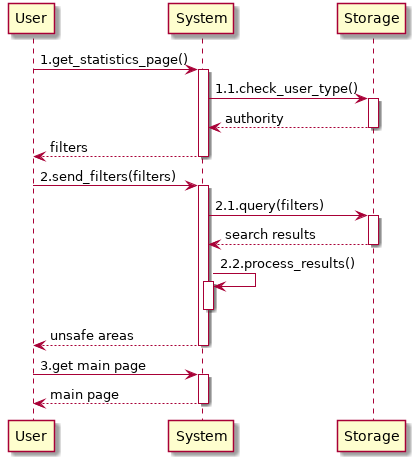 User
System
Storage
1.get_statistics_page()
1.1.check_user_type()
authority
filters
2.send_filters(filters)
2.1.query(filters)
search results
2.2.process_results()
unsafe areas
3.get main page
main page
User
System
Storage